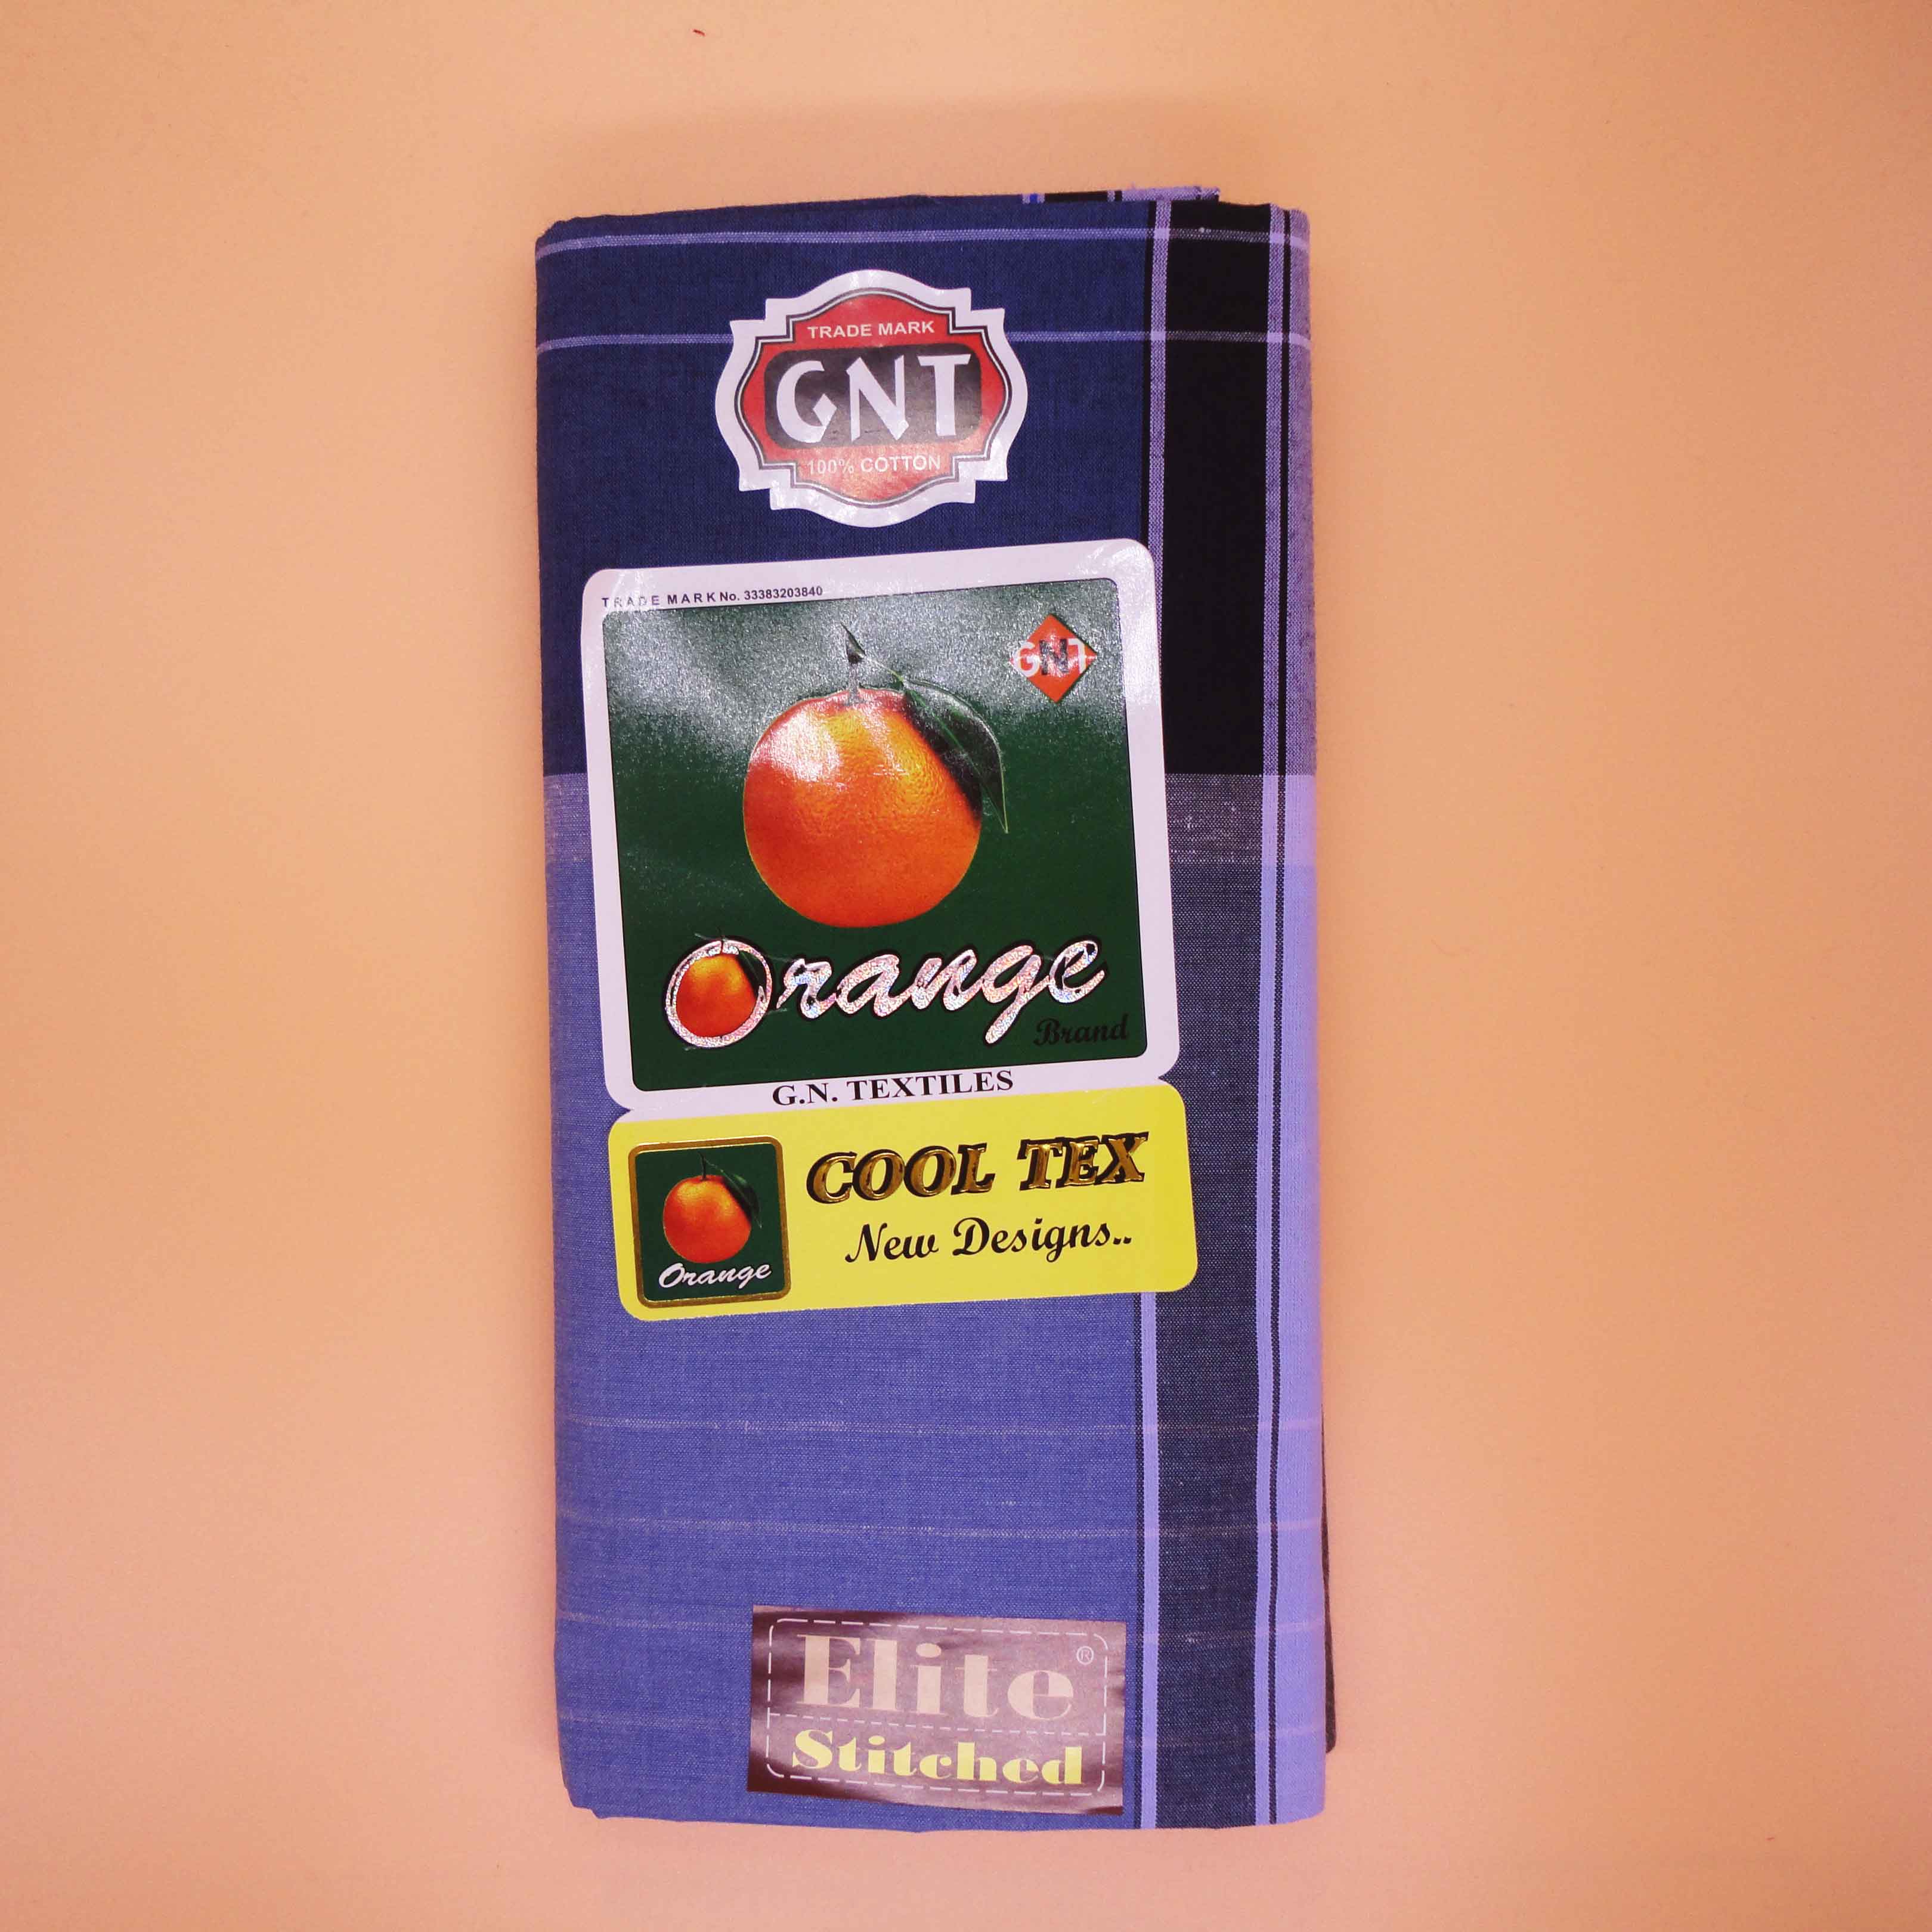 TRADE MARK
GNT
100% COTTON
TRADE MARK No. 33383203840
GNT
Orange
Brand
G.N. TEXTILES
COOL TEX
New Designs..
Orange
Elite®
Stitched